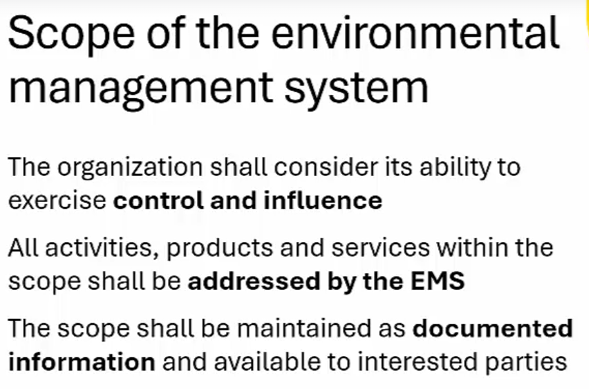 Scope of the environmental
management system
The organization shall consider its ability to
exercise control and influence
All activities, products and services within the
scope shall be addressed by the EMS
The scope shall be maintained as documented
information and available to interested parties